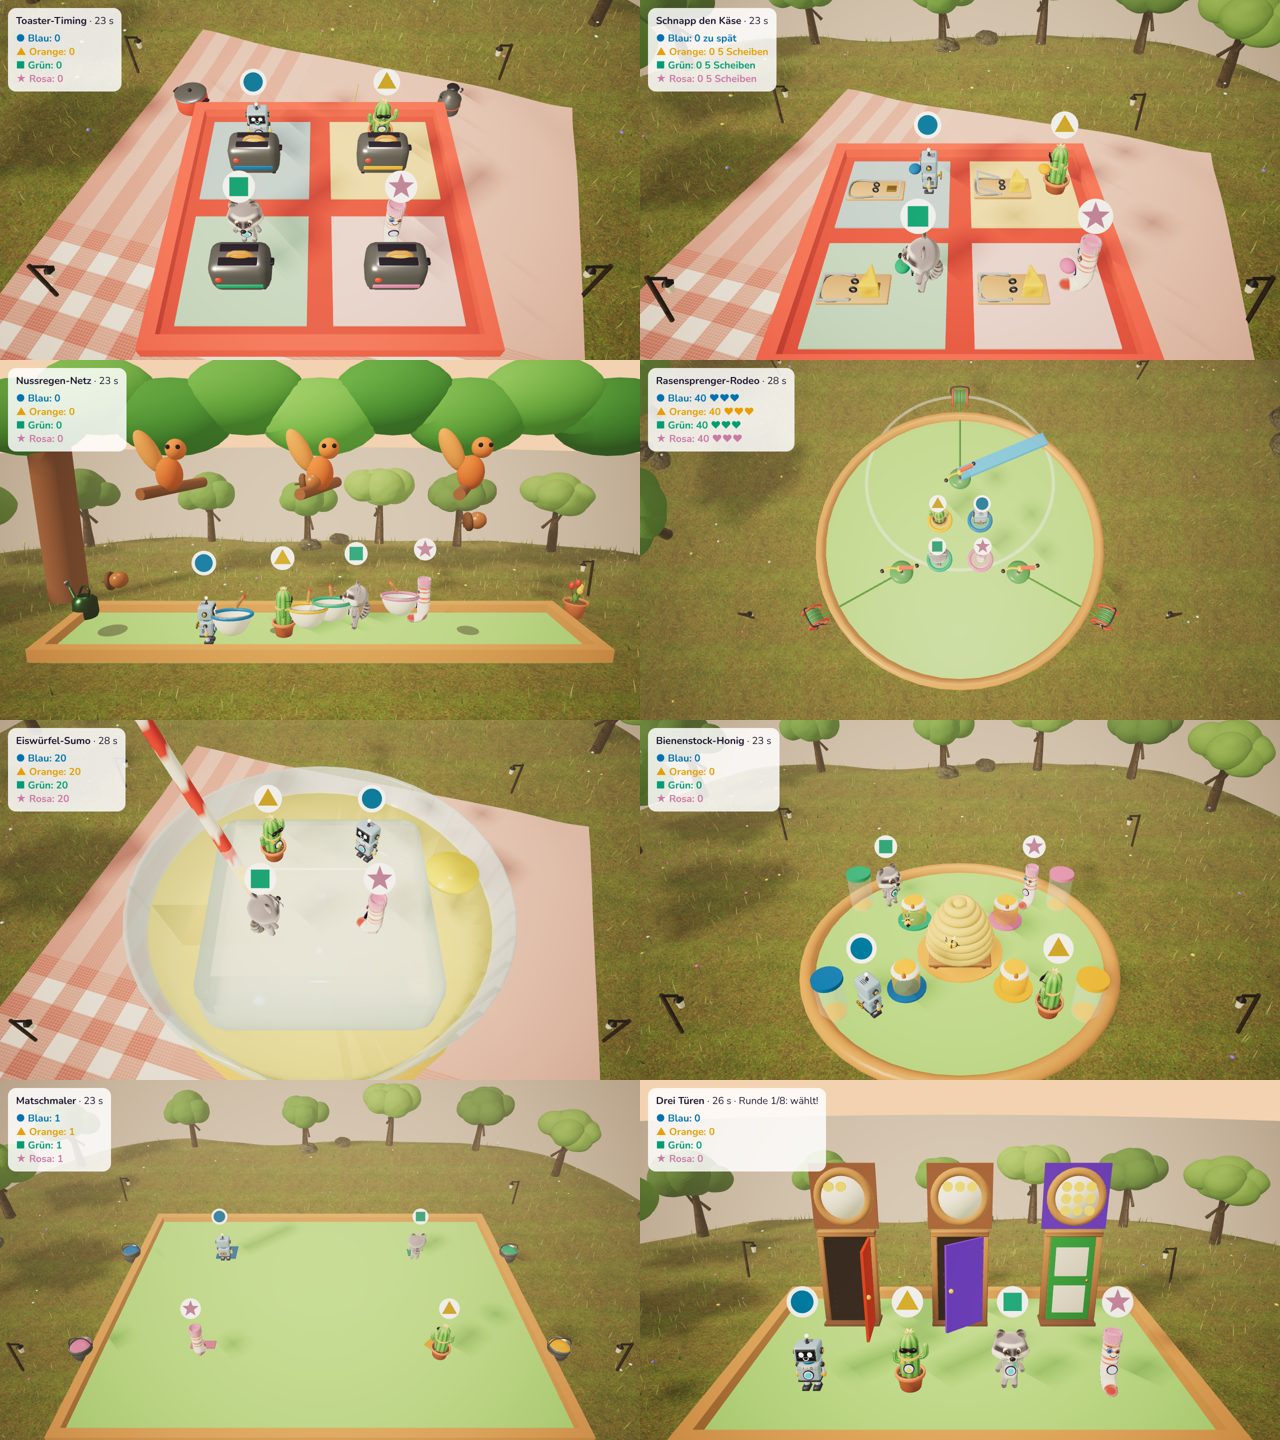 Toaster-Timing · 23 s
Blau: 0
Orange: 0
Grün: 0
Rosa: 0
Schnapp den Käse · 23 s
Blau: 0 zu spät
Orange: 0 5 Scheiben
Grün: 0 5 Scheiben
Rosa: 0 5 Scheiben
Nussregen-Netz · 23 s
Blau: 0
Orange: 0
Grün: 0
Rosa: 0
Rasensprenger-Rodeo · 28 s
Blau: 40 ♥♥♥
Orange: 40 ♥♥♥
Grün: 40 ♥♥♥
Rosa: 40 ♥♥♥
Eiswürfel-Sumo · 28 s
Blau: 20
Orange: 20
Grün: 20
Rosa: 20
Bienenstock-Honig · 23 s
Blau: 0
Orange: 0
Grün: 0
Rosa: 0
Matschmaler · 23 s
Blau: 1
Orange: 1
Grün: 1
Rosa: 1
Drei Türen · 26 s · Runde 1/8: wählt!
Blau: 0
Orange: 0
Grün: 0
Rosa: 0